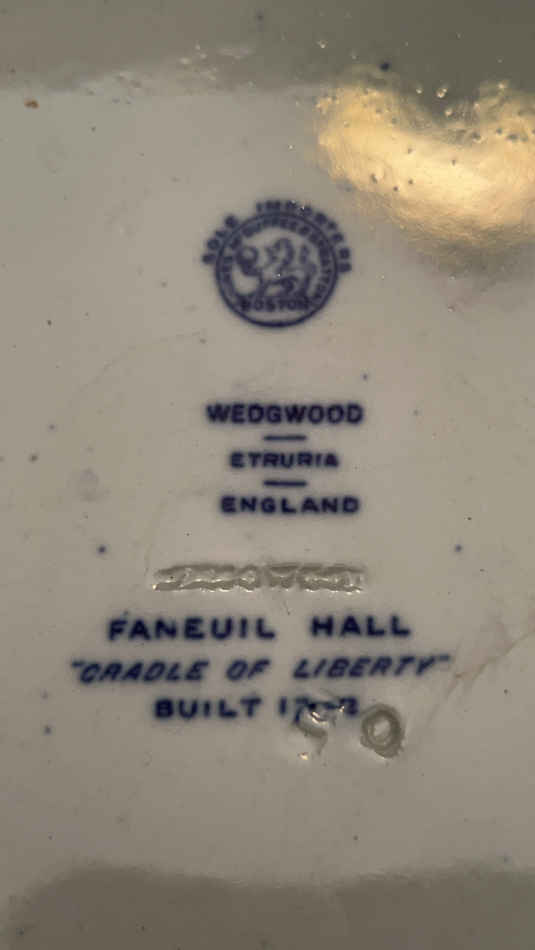 SOLE IMPORTERS
BOSTON
WEDGWOOD
ETRURIA
ENGLAND
FANEUIL HALL
"CRADLE OF LIBERTY"
BUILT